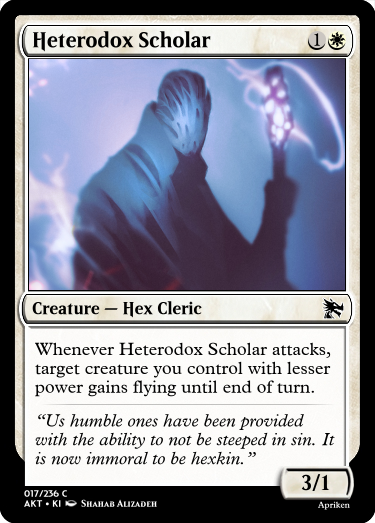 Heterodox Scholar 1
Creature — Hex Cleric
Whenever Heterodox Scholar attacks,
target creature you control with lesser
power gains flying until end of turn.
“Us humble ones have been provided
with the ability to not be steeped in sin. It
is now immoral to be hexkin.”
3/1
017/236 C
AKT • KI Shahab Alizadeh
Apriken